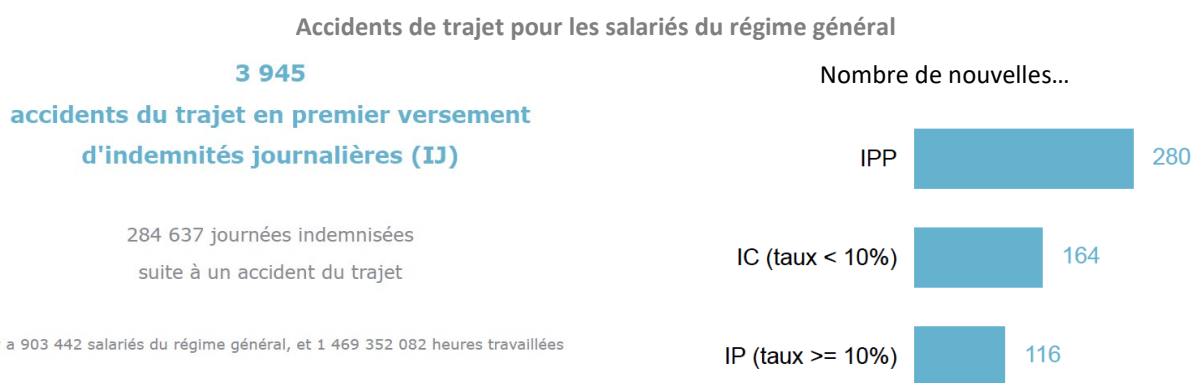 Accidents de trajet pour les salariés du régime général
3 945
accidents du trajet en premier versement
d'indemnités journalières (IJ)
284 637 journées indemnisées
suite à un accident du trajet
a 903 442 salariés du régime général, et 1 469 352 082 heures travaillées
Nombre de nouvelles…
IPP 280
IC (taux < 10%) 164
IP (taux >= 10%) 116